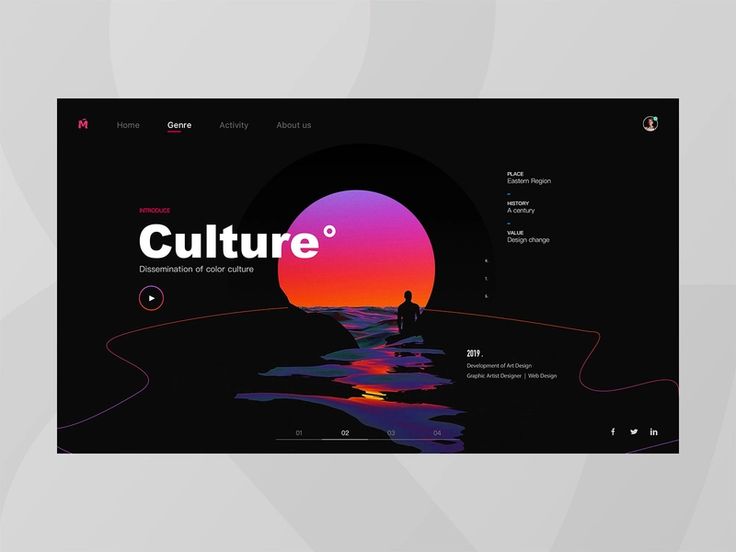 M
Home Genre Activity About us
PLACE
Eastern Region
HISTORY
A century
VALUE
Design change
INTRODUCE
Culture°
Dissemination of color culture
2019 .
Development of Art Design
Graphic Artist Designer | Web Design
01 02 03 04
f in